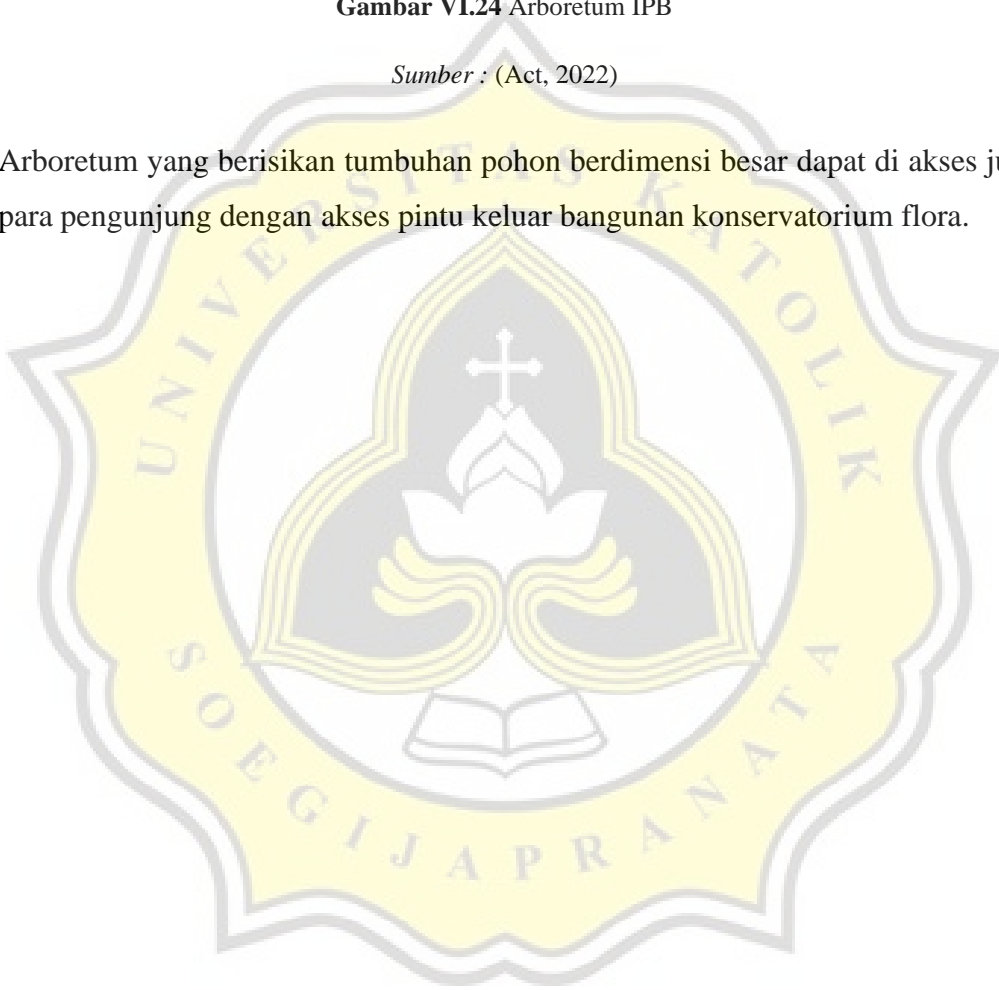 Gambar VI.24 Arboretum IPB
Sumber : (Act, 2022)
Arboretum yang berisikan tumbuhan pohon berdimensi besar dapat di akses
para pengunjung dengan akses pintu keluar bangunan konservatorium flora.
UNIVERSITAS KATOLIK
SOEGIJAPRANATA